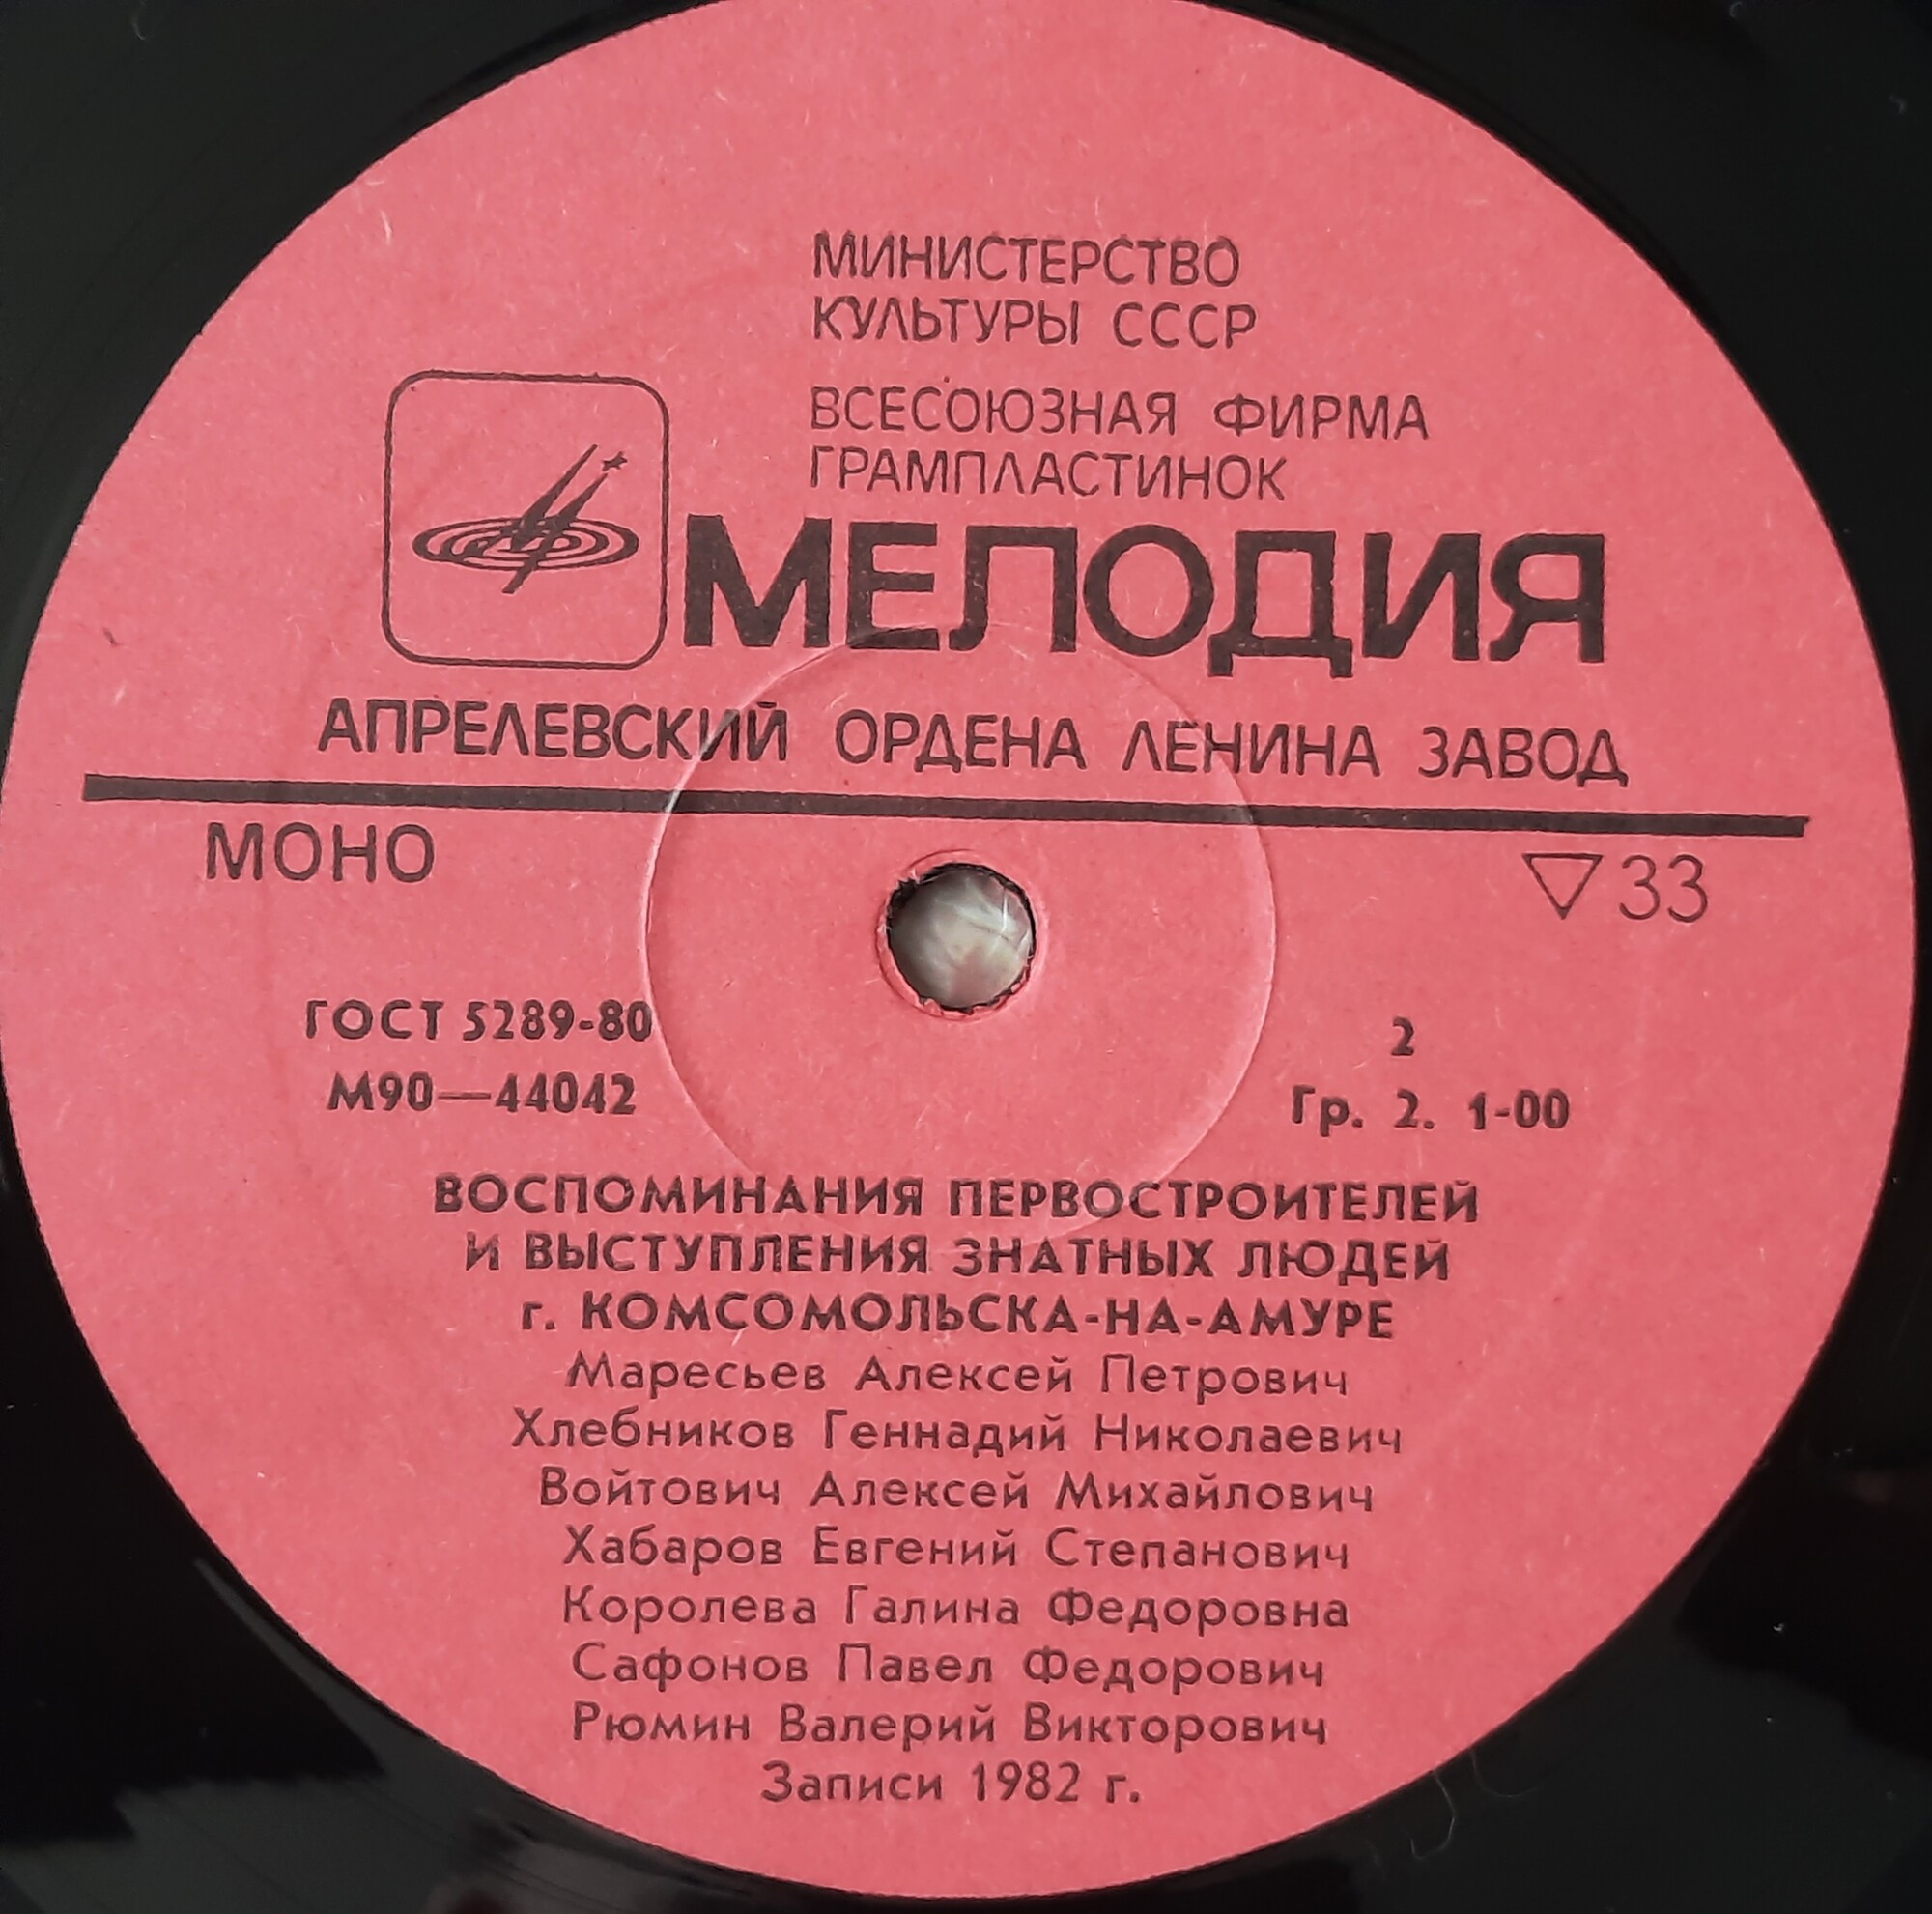 МИНИСТЕРСТВО
КУЛЬТУРЫ СССР
ВСЕСОЮЗНАЯ ФИРМА
ГРАМПЛАСТИНОК
МЕЛОДИЯ
АПРЕЛЕВСКИЙ ОРДЕНА ЛЕНИНА ЗАВОД
МОНО
▽33
ГОСТ 5289-80
2
М90—44042
Гр. 2. 1-00
ВОСПОМИНАНИЯ ПЕРВОСТРОИТЕЛЕЙ
И ВЫСТУПЛЕНИЯ ЗНАТНЫХ ЛЮДЕЙ
г. КОМСОМОЛЬСКА-НА-АМУРЕ
Маресьев Алексей Петрович
Хлебников Геннадий Николаевич
Войтович Алексей Михайлович
Хабаров Евгений Степанович
Королева Галина Федоровна
Сафонов Павел Федорович
Рюмин Валерий Викторович
Записи 1982 г.